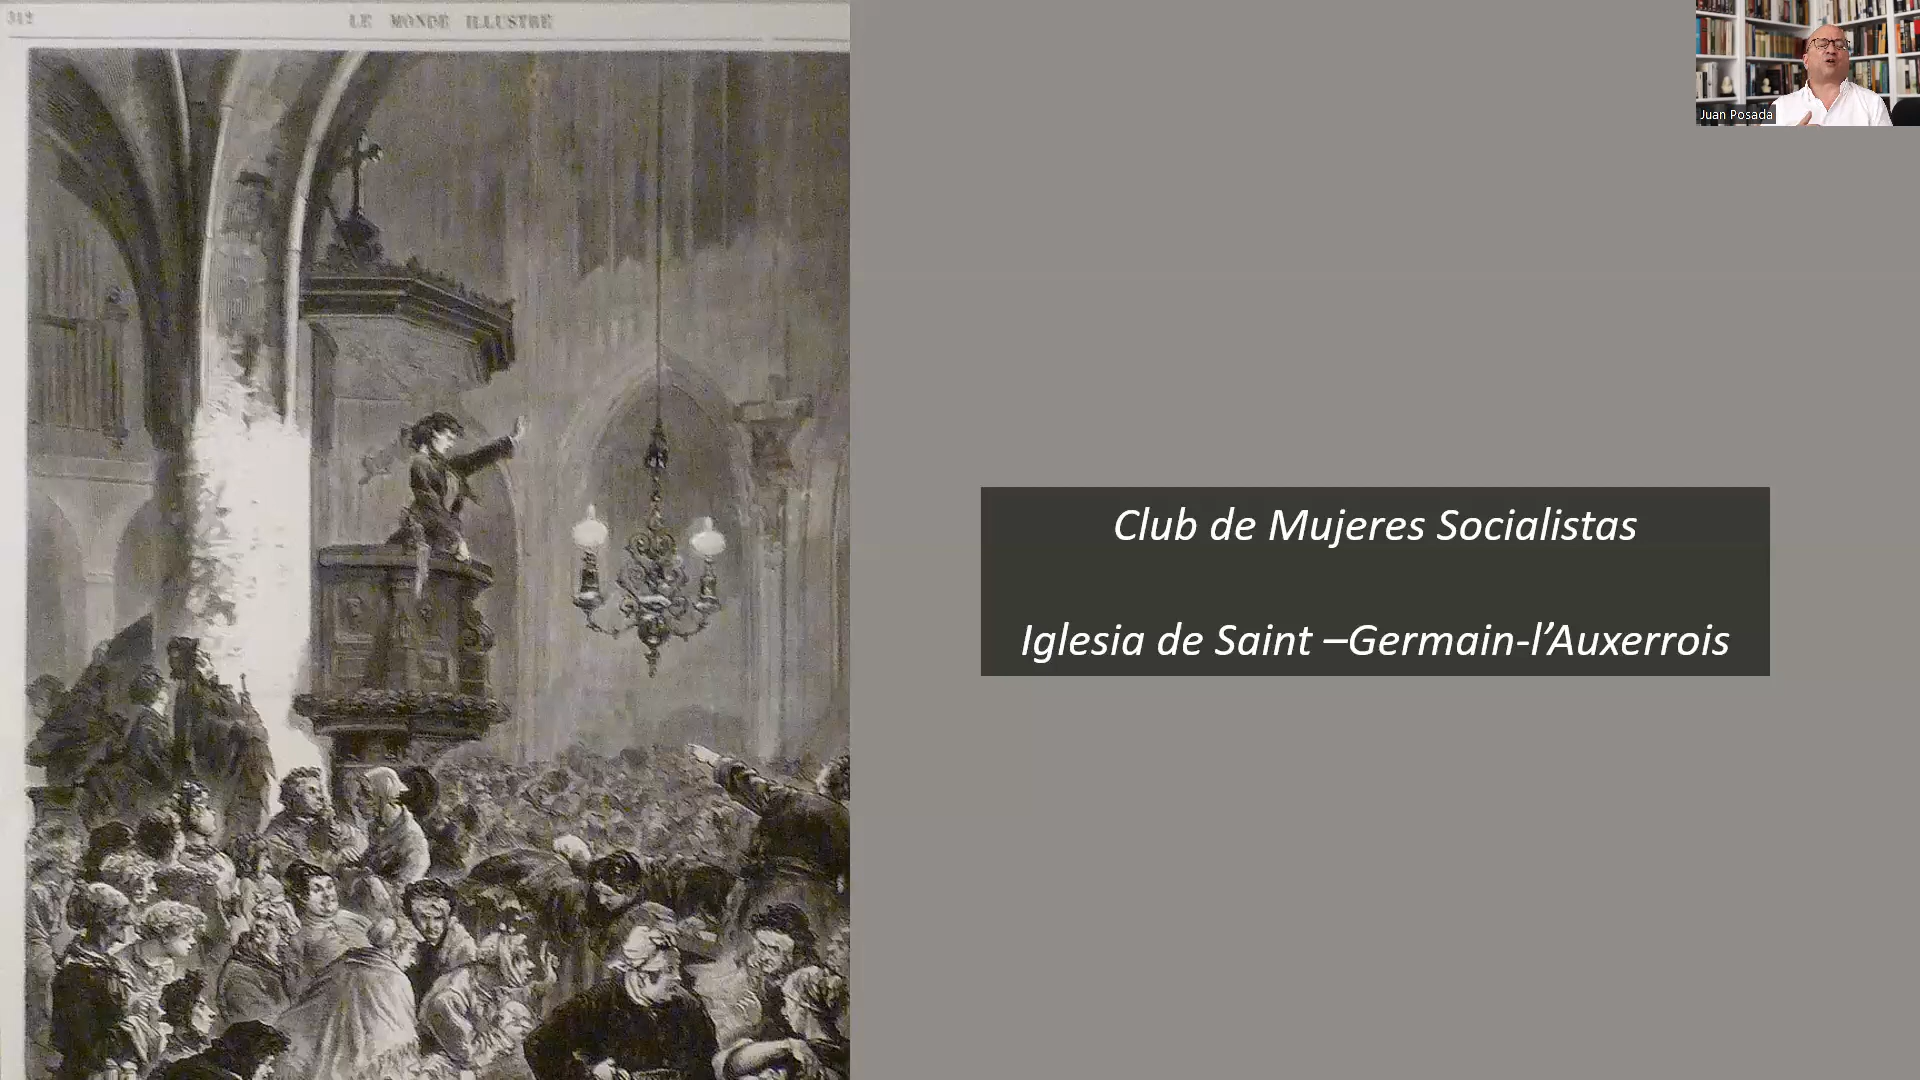 312
LE MONDE ILLUSTRÉ
Juan Posada
Club de Mujeres Socialistas
Iglesia de Saint –Germain-l’Auxerrois